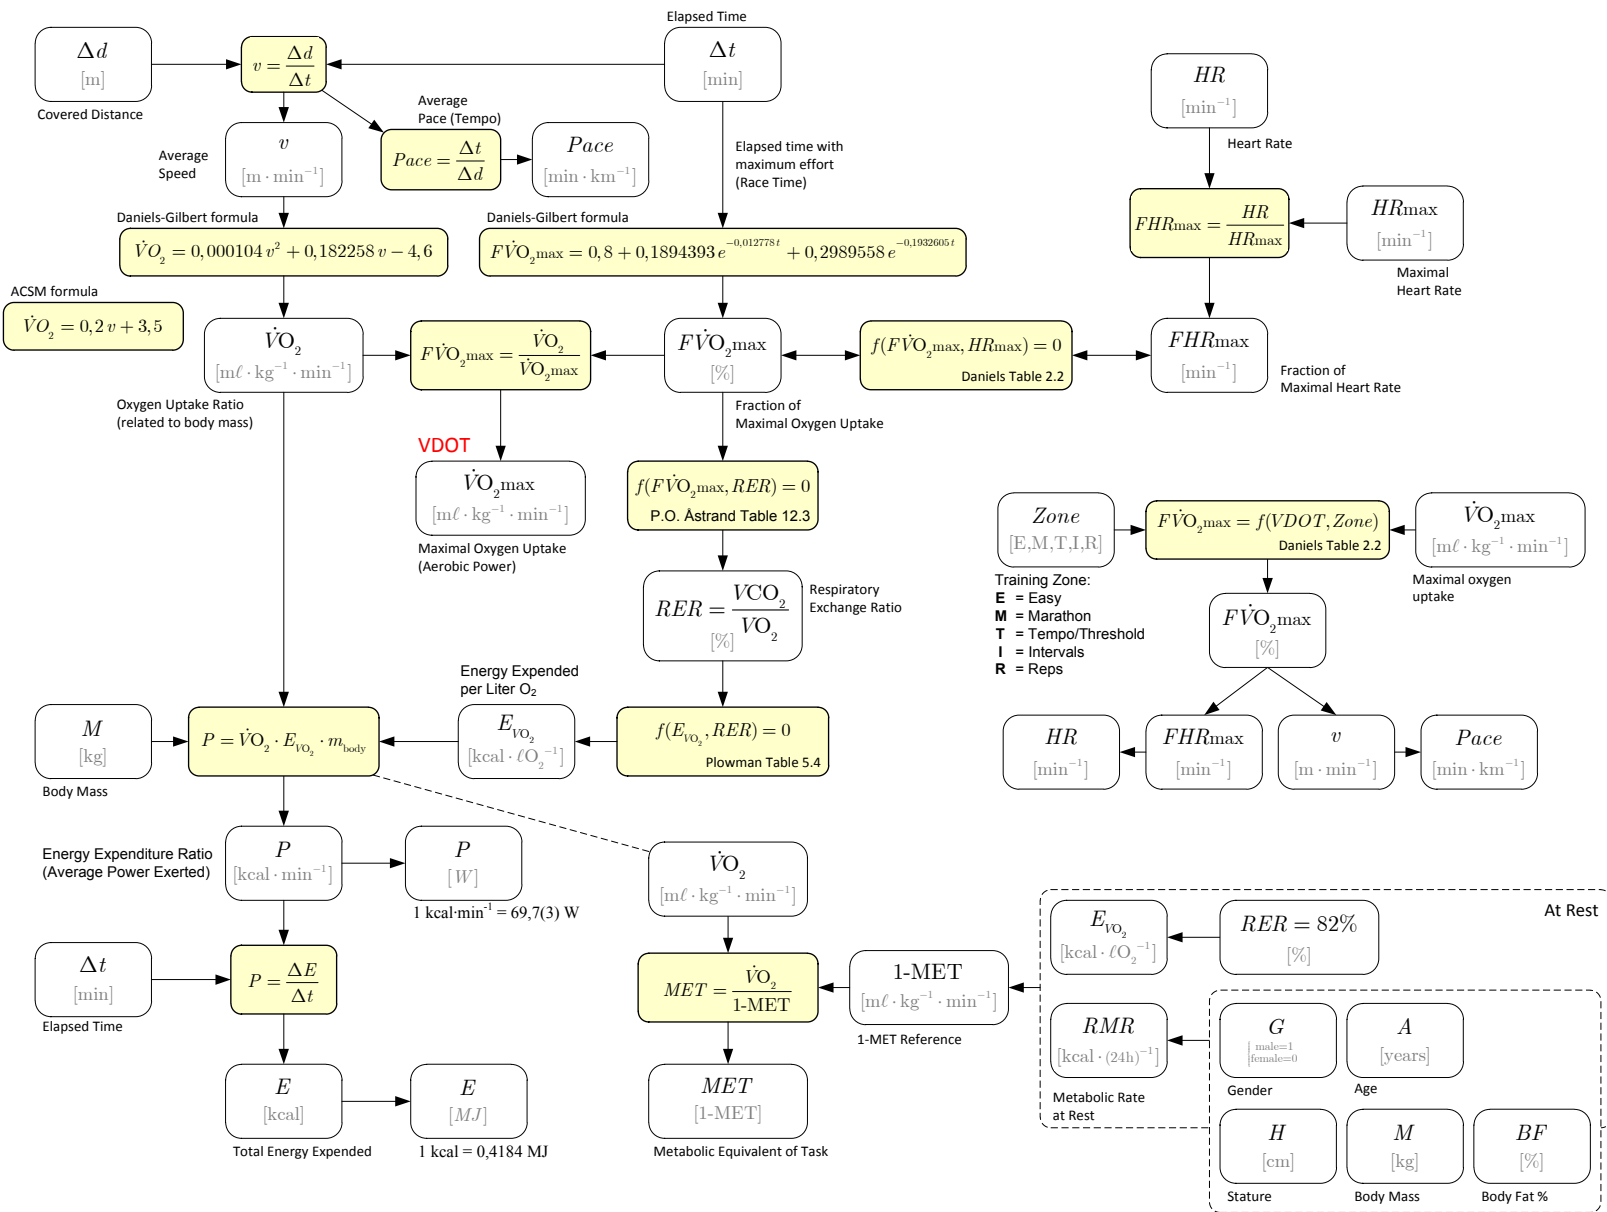 Elapsed Time
Δd
[m]
Covered Distance
v = Δd/Δt
Δt
[min]
HR
[min⁻¹]
Heart Rate
Average
Pace (Tempo)
Average
Speed
v
[m · min⁻¹]
Pace = Δt/Δd
Pace
[min · km⁻¹]
Elapsed time with
maximum effort
(Race Time)
FHRmax = HR/HRmax
HRmax
[min⁻¹]
Maximal
Heart Rate
Daniels-Gilbert formula
V̇O₂ = 0,000104 v² + 0,182258 v − 4,6
Daniels-Gilbert formula
FV̇O₂max = 0,8 + 0,1894393 e^(−0,012778 t) + 0,2989558 e^(−0,1932605 t)
ACSM formula
V̇O₂ = 0,2 v + 3,5
V̇O₂
[mℓ · kg⁻¹ · min⁻¹]
Oxygen Uptake Ratio
(related to body mass)
FV̇O₂max = V̇O₂/V̇O₂max
FV̇O₂max
[%]
Fraction of
Maximal Oxygen Uptake
f(FV̇O₂max, HRmax) = 0
Daniels Table 2.2
FHRmax
[min⁻¹]
Fraction of
Maximal Heart Rate
VDOT
V̇O₂max
[mℓ · kg⁻¹ · min⁻¹]
Maximal Oxygen Uptake
(Aerobic Power)
f(FV̇O₂max, RER) = 0
P.O. Åstrand Table 12.3
RER = VCO₂/VO₂
[%]
Respiratory
Exchange Ratio
Zone
[E,M,T,I,R]
Training Zone:
E = Easy
M = Marathon
T = Tempo/Threshold
I = Intervals
R = Reps
FV̇O₂max = f(VDOT, Zone)
Daniels Table 2.2
V̇O₂max
[mℓ · kg⁻¹ · min⁻¹]
Maximal oxygen
uptake
FV̇O₂max
[%]
HR
[min⁻¹]
FHRmax
[min⁻¹]
v
[m · min⁻¹]
Pace
[min · km⁻¹]
M
[kg]
Body Mass
P = V̇O₂ · E_VO₂ · m_body
Energy Expended
per Liter O₂
E_VO₂
[kcal · ℓO₂⁻¹]
f(E_VO₂, RER) = 0
Plowman Table 5.4
Energy Expenditure Ratio
(Average Power Exerted)
P
[kcal · min⁻¹]
P
[W]
1 kcal·min⁻¹ = 69,7(3) W
V̇O₂
[mℓ · kg⁻¹ · min⁻¹]
Δt
[min]
Elapsed Time
P = ΔE/Δt
MET = V̇O₂/1-MET
1-MET
[mℓ · kg⁻¹ · min⁻¹]
1-MET Reference
At Rest
E_VO₂
[kcal · ℓO₂⁻¹]
RER = 82%
[%]
RMR
[kcal · (24h)⁻¹]
Metabolic Rate
at Rest
G
male=1
female=0
Gender
A
[years]
Age
H
[cm]
Stature
M
[kg]
Body Mass
BF
[%]
Body Fat %
E
[kcal]
Total Energy Expended
E
[MJ]
1 kcal = 0,4184 MJ
MET
[1-MET]
Metabolic Equivalent of Task